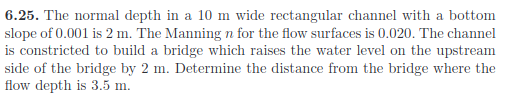 6.25. The normal depth in a 10 m wide rectangular channel with a bottom
slope of 0.001 is 2 m. The Manning n for the flow surfaces is 0.020. The channel
is constricted to build a bridge which raises the water level on the upstream
side of the bridge by 2 m. Determine the distance from the bridge where the
flow depth is 3.5 m.